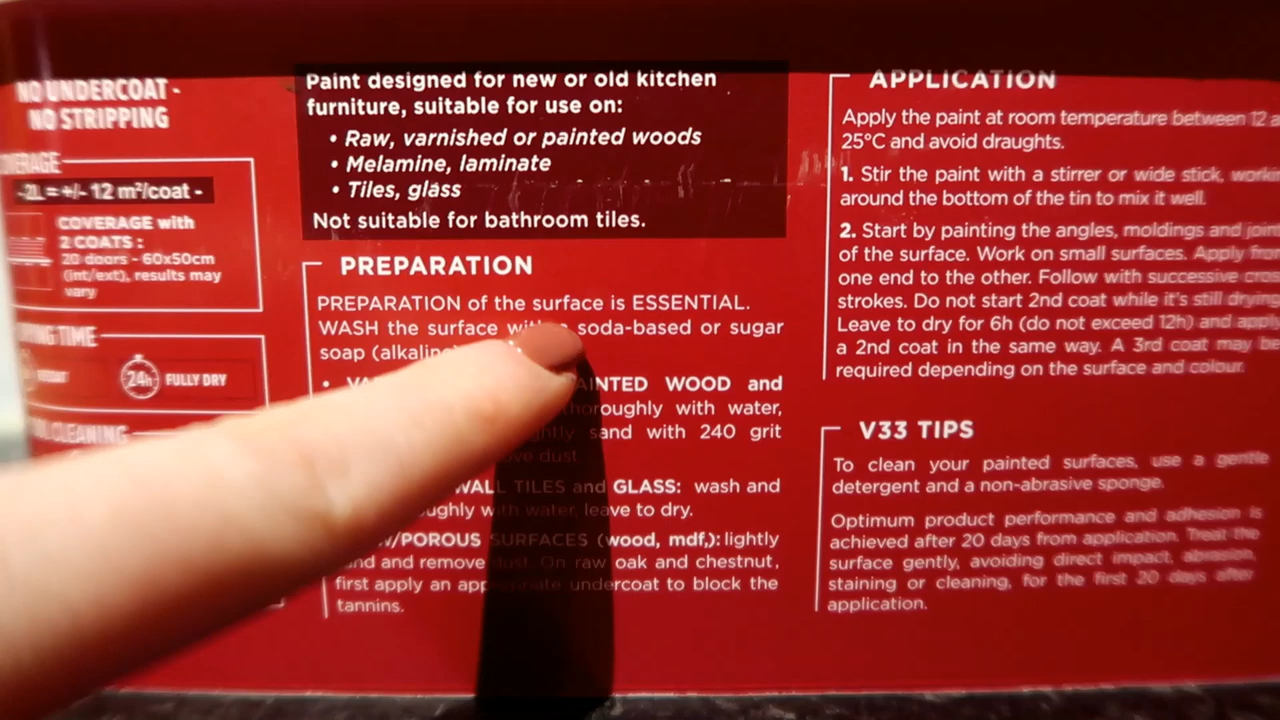 NO UNDERCOAT -
NO STRIPPING
2L = +/- 12 m²/coat -
COVERAGE with
2 COATS :
20 doors - 60x50cm
(int/ext), results may
vary
TIME
24h FULLY DRY
CLEANING
Paint designed for new or old kitchen
furniture, suitable for use on:
• Raw, varnished or painted woods
• Melamine, laminate
• Tiles, glass
Not suitable for bathroom tiles.
PREPARATION
PREPARATION of the surface is ESSENTIAL.
WASH the surface soda-based or sugar
soap
• WOOD and
with water,
sand with 240 grit
dust.
WALL TILES and GLASS: wash and
with water, leave to dry.
SURFACES (wood, mdf,): lightly
and remove dust. On raw oak and chestnut,
first apply an undercoat to block the
tannins.
APPLICATION
Apply the paint at room temperature between 12
25°C and avoid draughts.
1. Stir the paint with a stirrer or wide stick,
around the bottom of the tin to mix it well.
2. Start by painting the angles, moldings and
of the surface. Work on small surfaces. Apply
one end to the other. Follow with successive
strokes. Do not start 2nd coat while it's still drying
Leave to dry for 6h (do not exceed 12h) and
a 2nd coat in the same way. A 3rd coat may be
required depending on the surface and colour.
V33 TIPS
To clean your painted surfaces, use a gentle
detergent and a non-abrasive sponge.
Optimum product performance and adhesion is
achieved after 20 days from application. Treat the
surface gently, avoiding direct impact, abrasion,
staining or cleaning, for the first 20 days after
application.